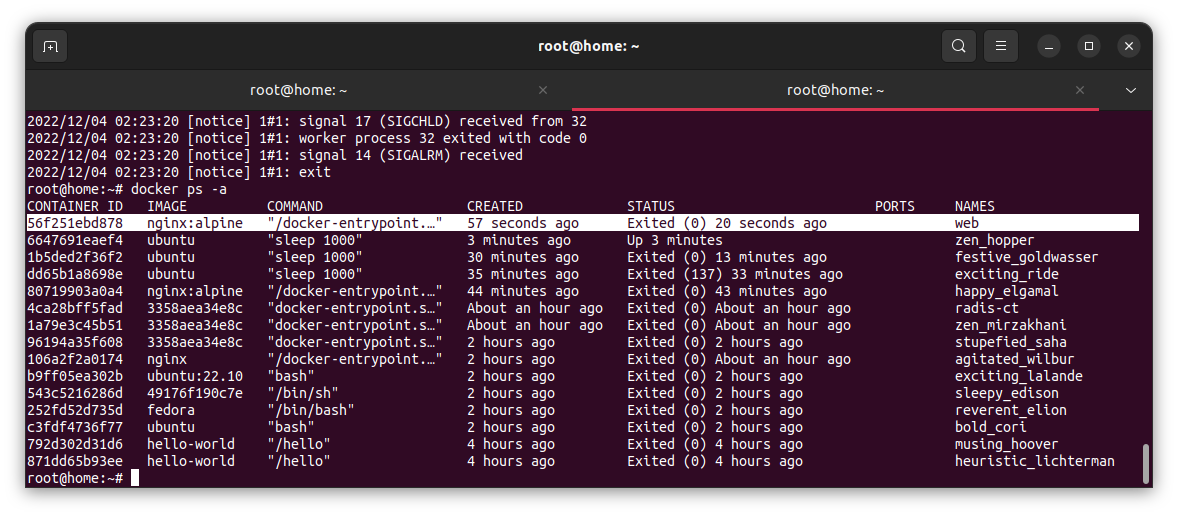 root@home: ~
root@home: ~
root@home: ~
2022/12/04 02:23:20 [notice] 1#1: signal 17 (SIGCHLD) received from 32
2022/12/04 02:23:20 [notice] 1#1: worker process 32 exited with code 0
2022/12/04 02:23:20 [notice] 1#1: signal 14 (SIGALRM) received
2022/12/04 02:23:20 [notice] 1#1: exit
root@home:~# docker ps -a
CONTAINER ID   IMAGE          COMMAND                  CREATED             STATUS                         PORTS     NAMES
56f251ebd878   nginx:alpine   "/docker-entrypoint.…"   57 seconds ago      Exited (0) 20 seconds ago                web
6647691eaef4   ubuntu         "sleep 1000"             3 minutes ago       Up 3 minutes                             zen_hopper
1b5ded2f36f2   ubuntu         "sleep 1000"             30 minutes ago      Exited (0) 13 minutes ago                festive_goldwasser
dd65b1a8698e   ubuntu         "sleep 1000"             35 minutes ago      Exited (137) 33 minutes ago              exciting_ride
80719903a0a4   nginx:alpine   "/docker-entrypoint.…"   44 minutes ago      Exited (0) 43 minutes ago                happy_elgamal
4ca28bff5fad   3358aea34e8c   "docker-entrypoint.s…"   About an hour ago   Exited (0) About an hour ago             radis-ct
1a79e3c45b51   3358aea34e8c   "docker-entrypoint.s…"   About an hour ago   Exited (0) About an hour ago             zen_mirzakhani
96194a35f608   3358aea34e8c   "docker-entrypoint.s…"   2 hours ago         Exited (0) 2 hours ago                   stupefied_saha
106a2f2a0174   nginx          "/docker-entrypoint.…"   2 hours ago         Exited (0) About an hour ago             agitated_wilbur
b9ff05ea302b   ubuntu:22.10   "bash"                   2 hours ago         Exited (0) 2 hours ago                   exciting_lalande
543c5216286d   49176f190c7e   "/bin/sh"                2 hours ago         Exited (0) 2 hours ago                   sleepy_edison
252fd52d735d   fedora         "/bin/bash"              2 hours ago         Exited (0) 2 hours ago                   reverent_elion
c3fdf4736f77   ubuntu         "bash"                   2 hours ago         Exited (0) 2 hours ago                   bold_cori
792d302d31d6   hello-world    "/hello"                 4 hours ago         Exited (0) 4 hours ago                   musing_hoover
871dd65b93ee   hello-world    "/hello"                 4 hours ago         Exited (0) 4 hours ago                   heuristic_lichterman
root@home:~#